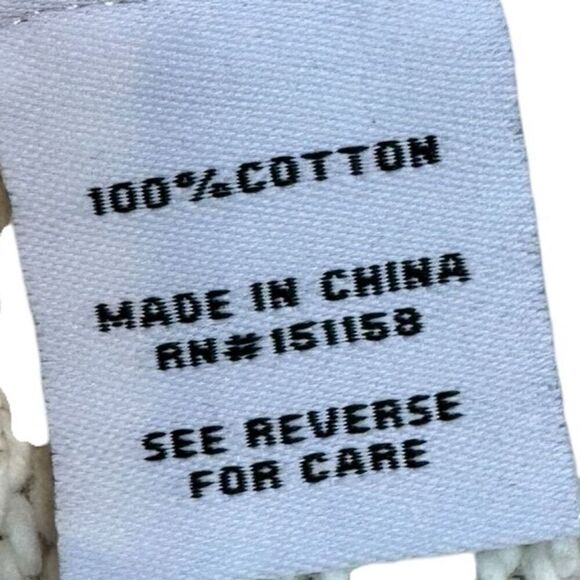 100%COTTON
MADE IN CHINA
RN#151158
SEE REVERSE
FOR CARE